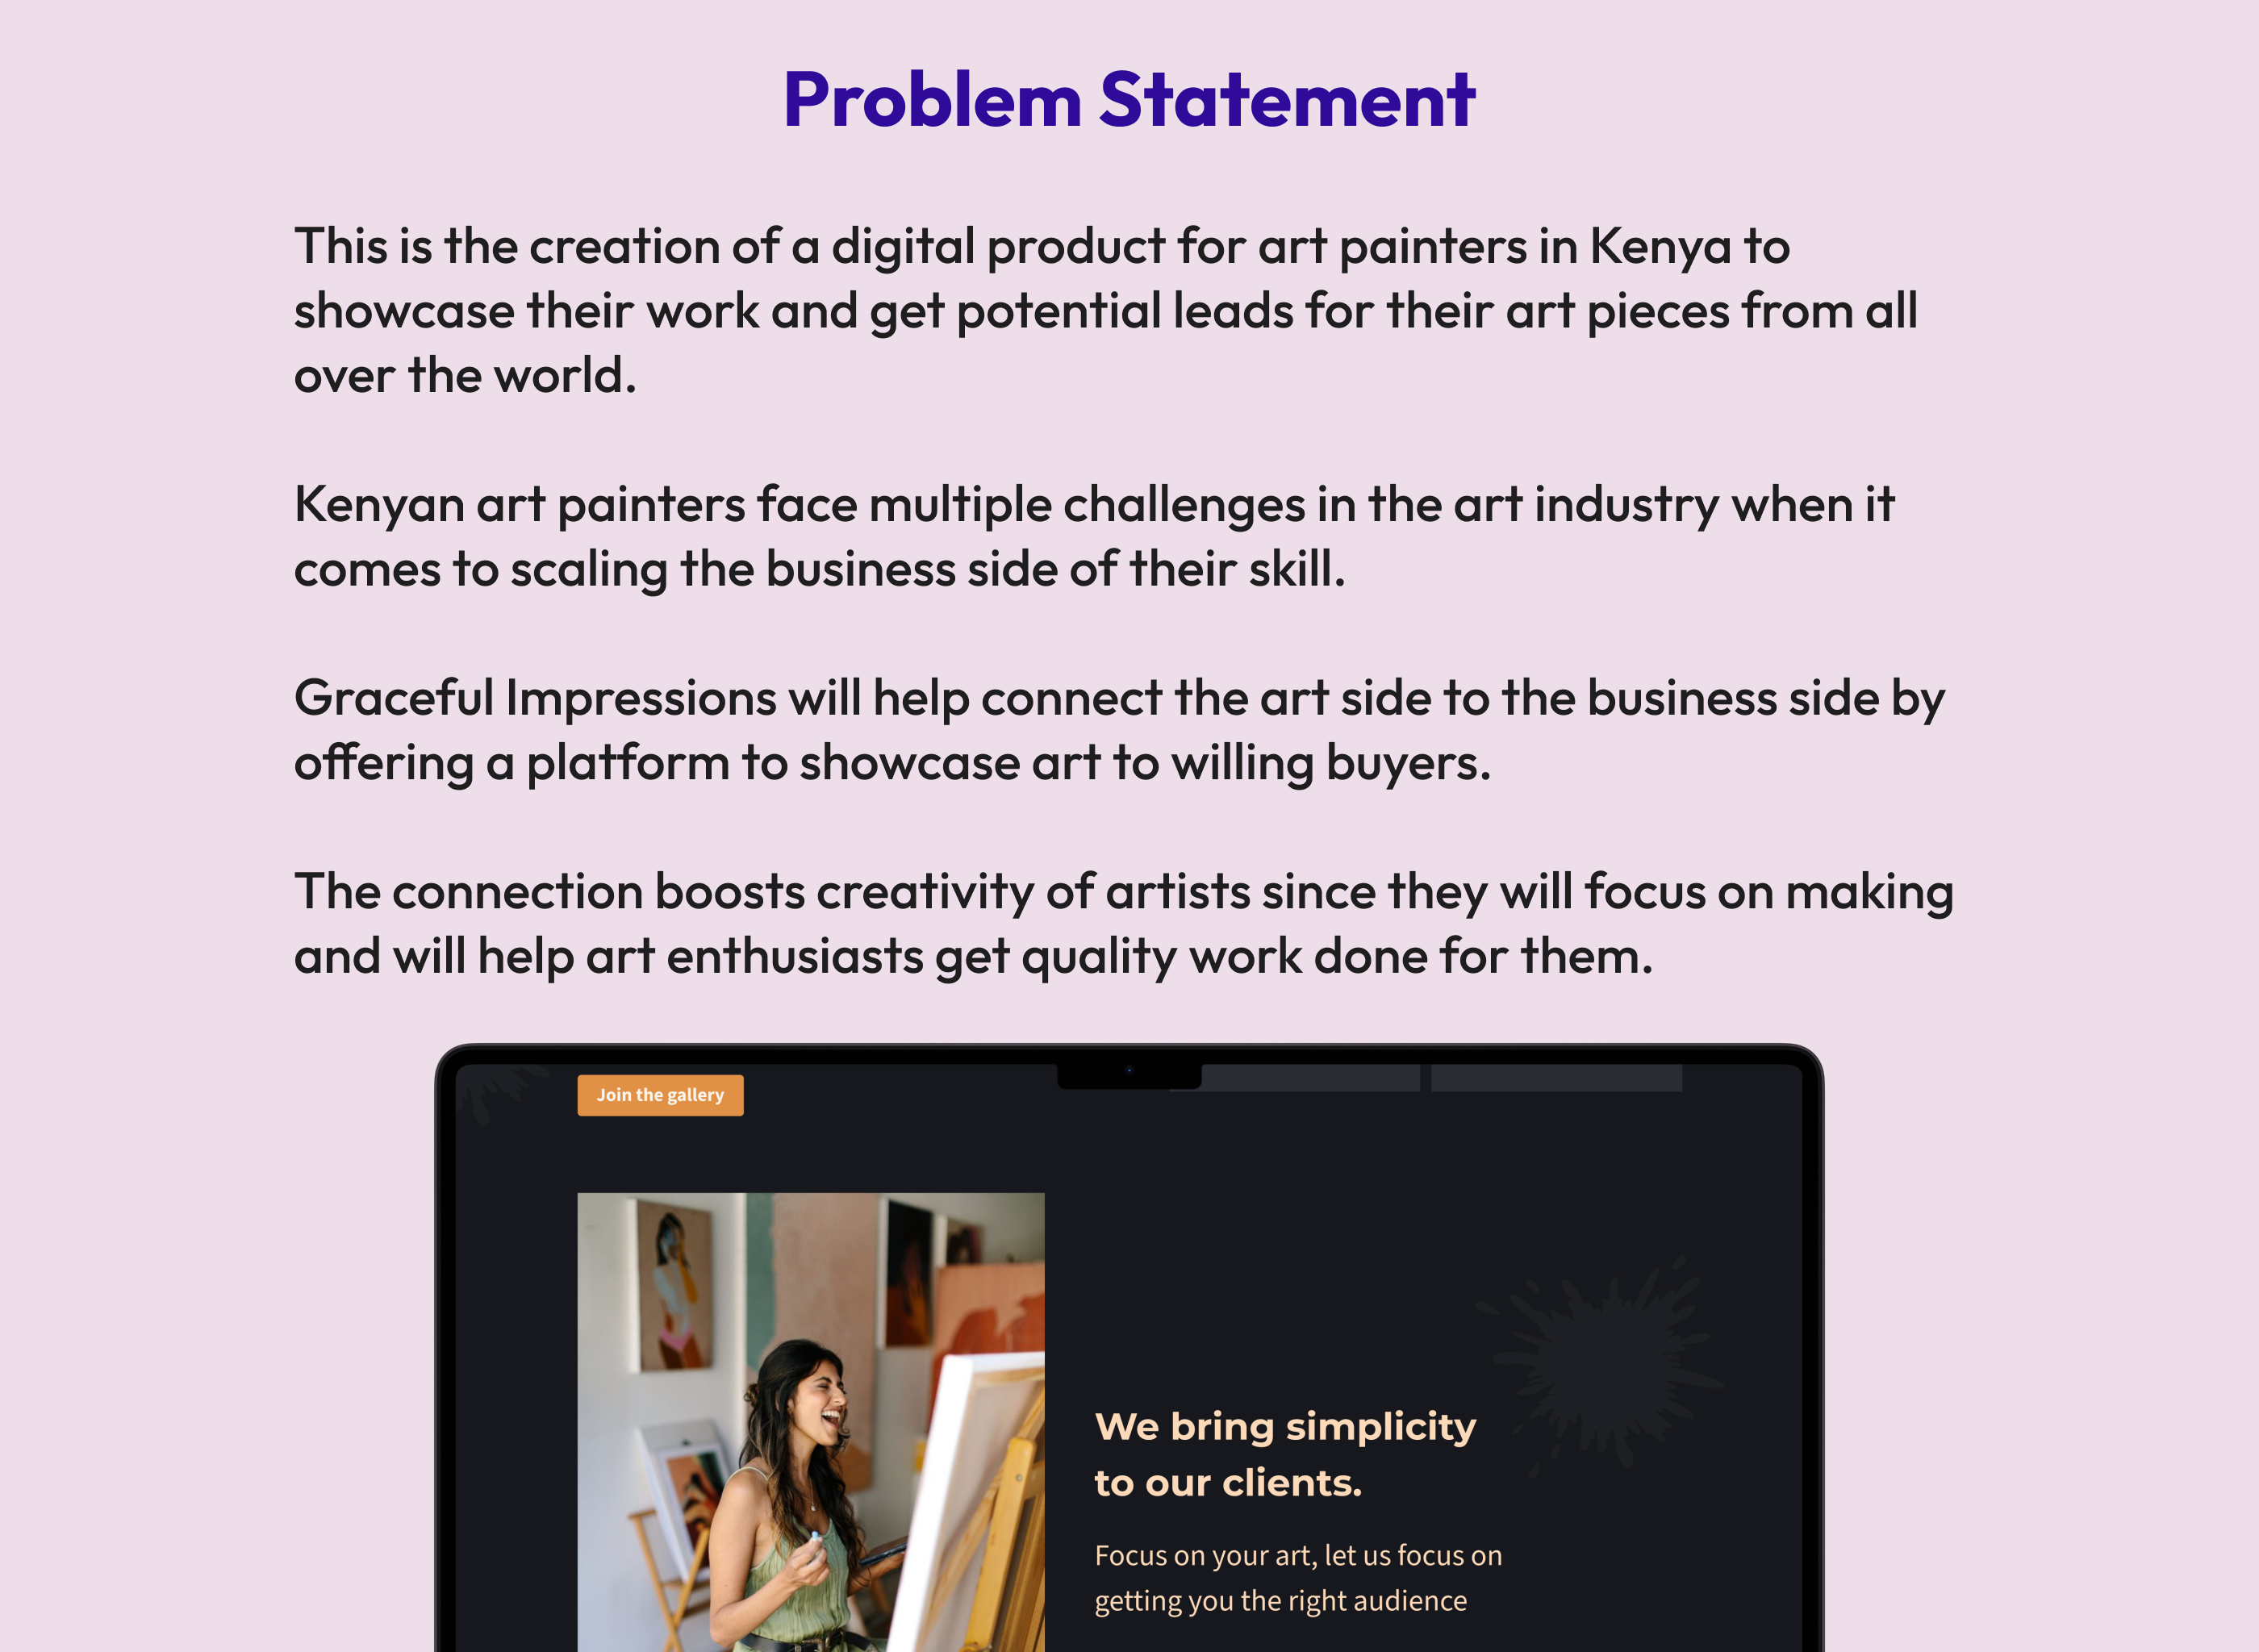 Problem Statement
This is the creation of a digital product for art painters in Kenya to
showcase their work and get potential leads for their art pieces from all
over the world.
Kenyan art painters face multiple challenges in the art industry when it
comes to scaling the business side of their skill.
Graceful Impressions will help connect the art side to the business side by
offering a platform to showcase art to willing buyers.
The connection boosts creativity of artists since they will focus on making
and will help art enthusiasts get quality work done for them.
Join the gallery
We bring simplicity
to our clients.
Focus on your art, let us focus on
getting you the right audience